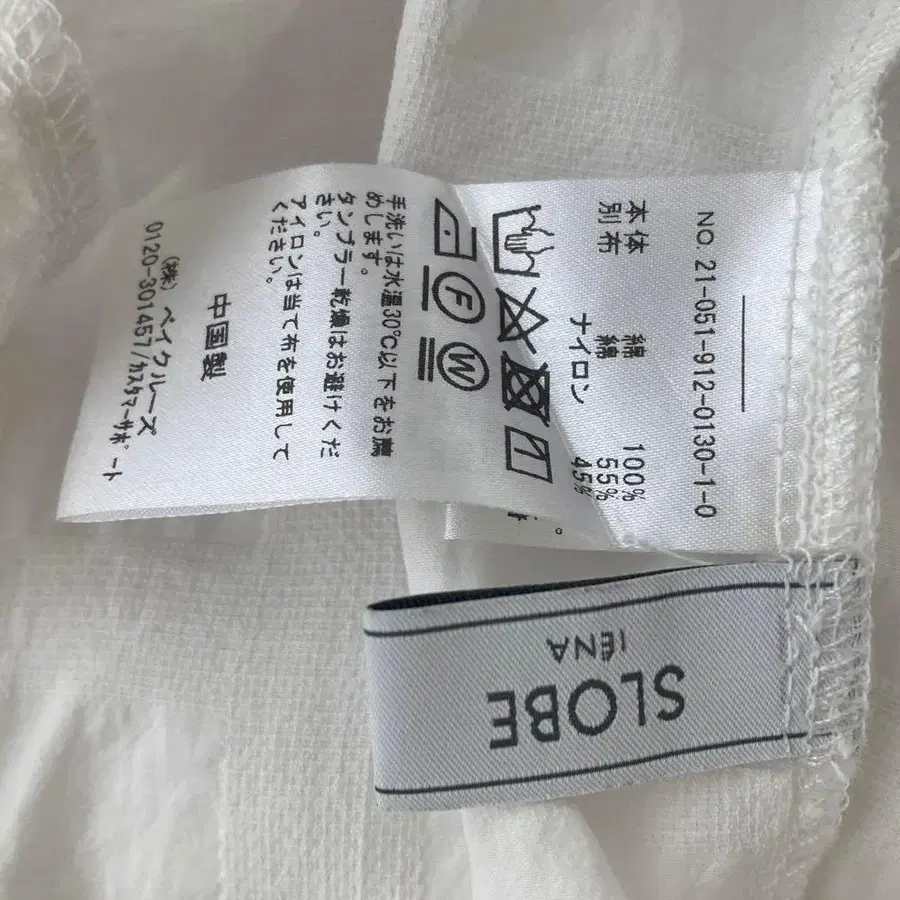 NO. 21-051-912-0130-1-0
本体 綿 100%
別布 綿 55%
ナイロン 45%
F
W
手洗いは水温30℃以下をお薦
めします。
タンブラー乾燥はお避けくだ
さい。
アイロンは当て布を使用して
ください。
中国製
(株) ベイクルーズ
0120-301457/カスタマーサポート
SLOBE
IÉNA